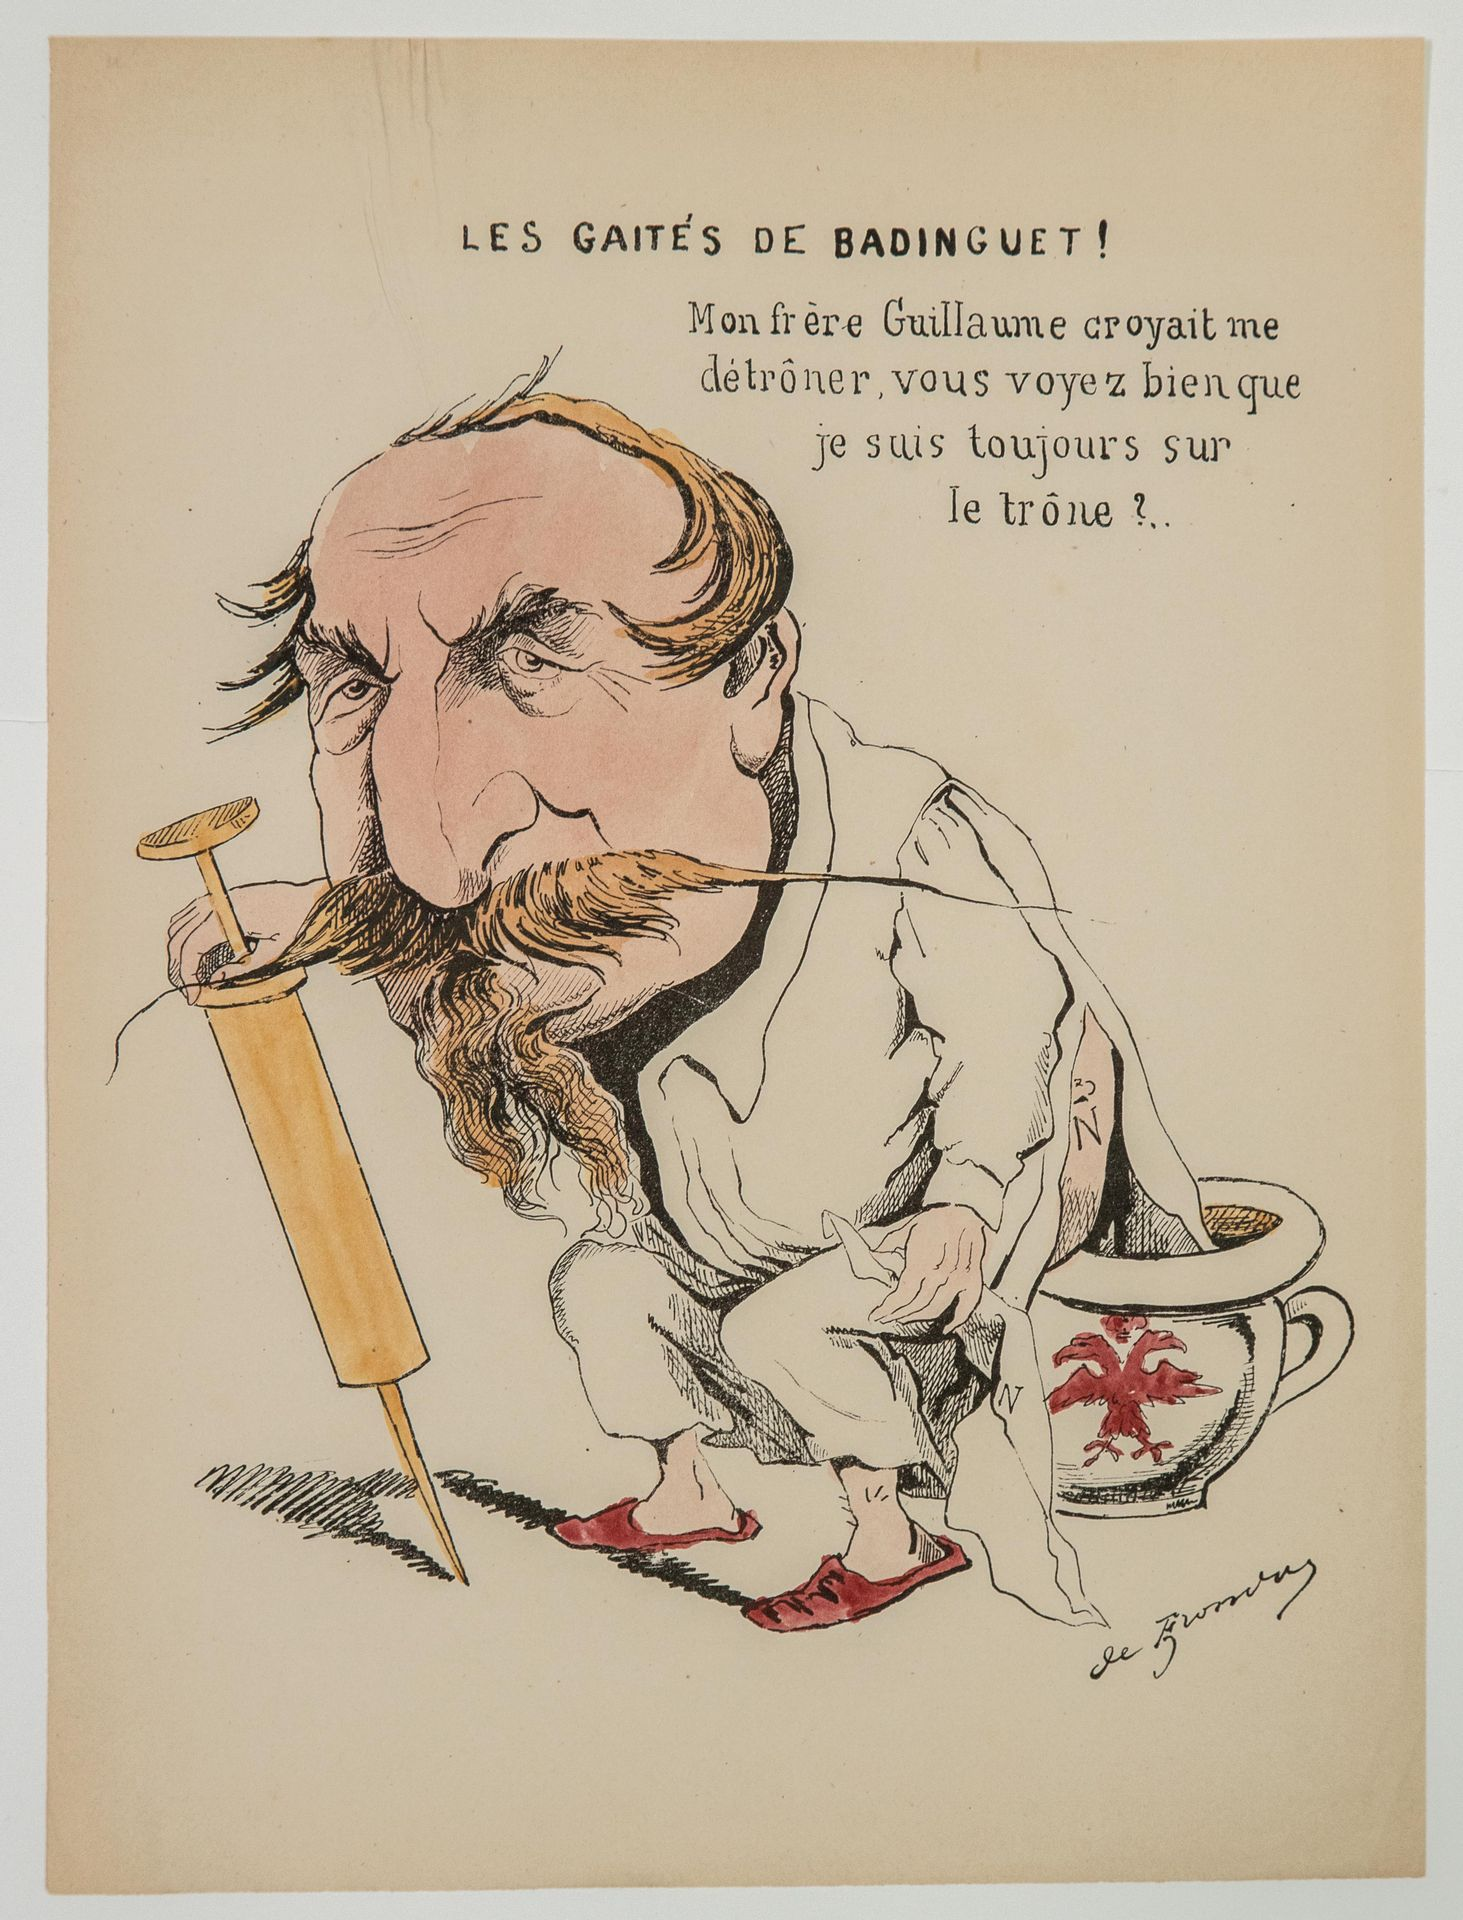 LES GAITÉS DE BADINGUET!
Mon frère Guillaume croyait me
détrôner, vous voyez bien que
je suis toujours sur
le trône ?..
N
de